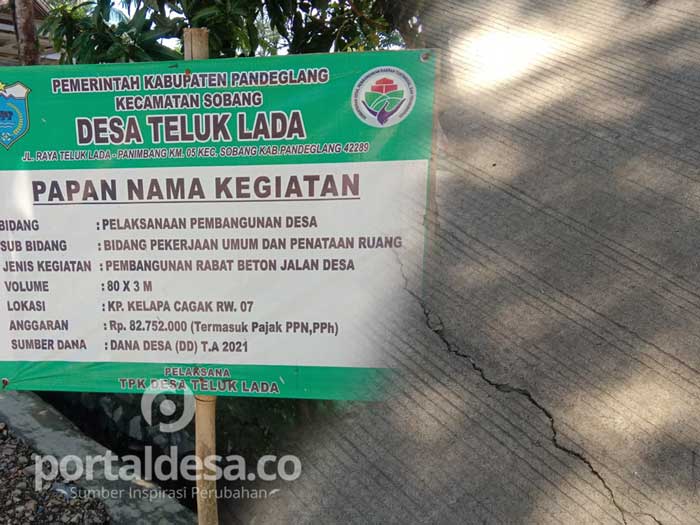 PEMERINTAH KABUPATEN PANDEGLANG
KECAMATAN SOBANG
DESA TELUK LADA
JL. RAYA TELUK LADA - PANIMBANG KM. 05 KEC. SOBANG KAB.PANDEGLANG 42289
PAPAN NAMA KEGIATAN
BIDANG : PELAKSANAAN PEMBANGUNAN DESA
SUB BIDANG : BIDANG PEKERJAAN UMUM DAN PENATAAN RUANG
JENIS KEGIATAN : PEMBANGUNAN RABAT BETON JALAN DESA
VOLUME : 80 X 3 M
LOKASI : KP. KELAPA CAGAK RW. 07
ANGGARAN : Rp. 82.752.000 (Termasuk Pajak PPN,PPh)
SUMBER DANA : DANA DESA (DD) T.A 2021
PELAKSANA
TPK DESA TELUK LADA
portaldesa.co
Sumber Inspirasi Perubahan